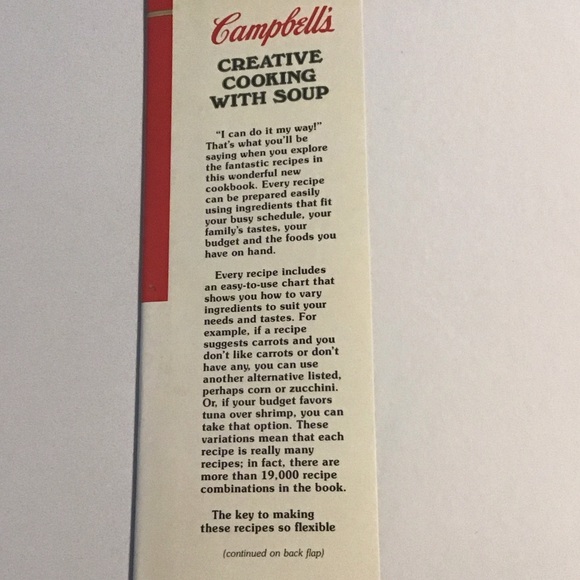 Campbell's
CREATIVE
COOKING
WITH SOUP
"I can do it my way!"
That's what you'll be
saying when you explore
the fantastic recipes in
this wonderful new
cookbook. Every recipe
can be prepared easily
using ingredients that fit
your busy schedule, your
family's tastes, your
budget and the foods you
have on hand.
Every recipe includes
an easy-to-use chart that
shows you how to vary
ingredients to suit your
needs and tastes. For
example, if a recipe
suggests carrots and you
don't like carrots or don't
have any, you can use
another alternative listed,
perhaps corn or zucchini.
Or, if your budget favors
tuna over shrimp, you can
take that option. These
variations mean that each
recipe is really many
recipes; in fact, there are
more than 19,000 recipe
combinations in the book.
The key to making
these recipes so flexible
(continued on back flap)